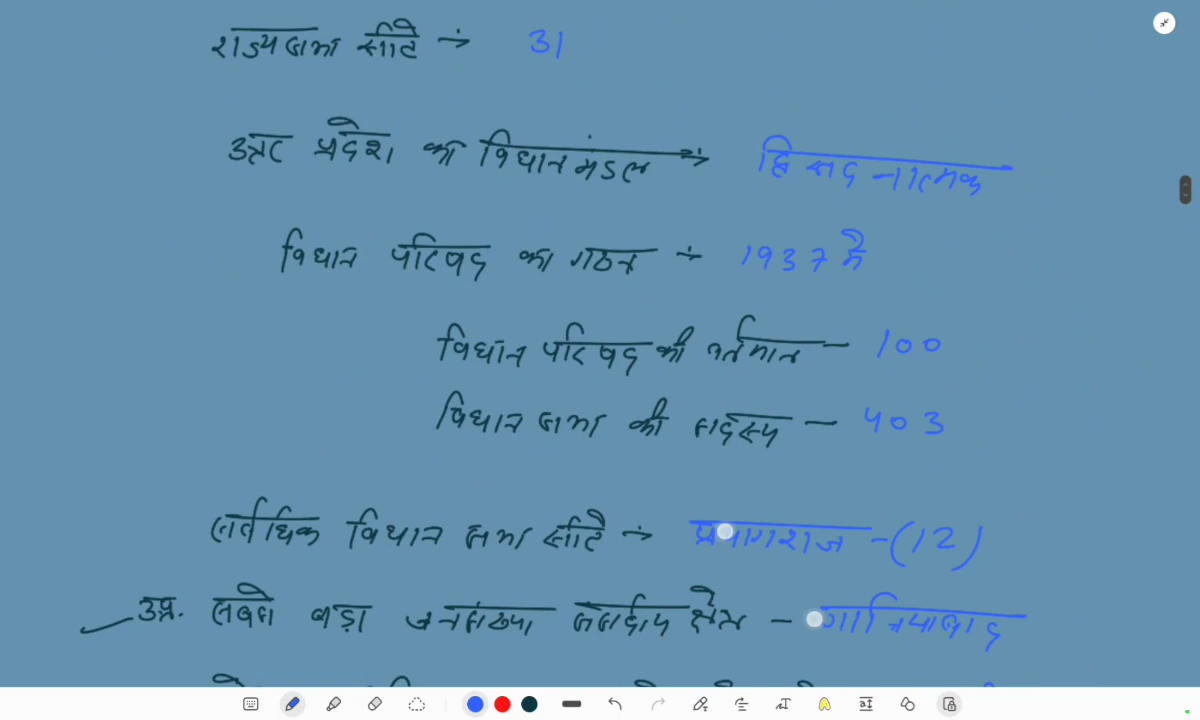 राज्यसभा सीटे ÷ 31
उत्तर प्रदेश का विधानमंडल ÷ द्विसदनात्मक
विधान परिषद का गठन ÷ 1937 में
विधान परिषद की वर्तमान — 100
विधान सभा की सदस्य — 403
सर्वाधिक विधान सभा सीटें ÷ प्रयागराज - (12)
उप्र. सबसे बड़ा जनसंख्या संसदीय क्षेत्र — गाजियाबाद